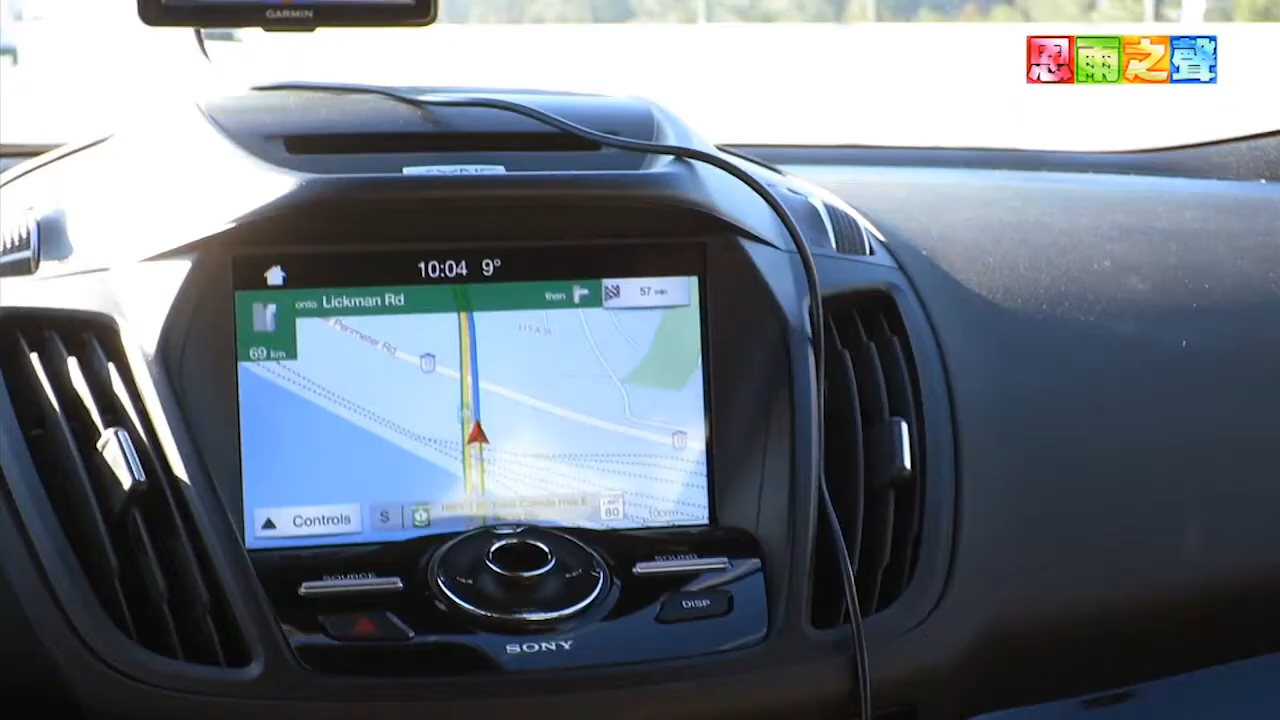 GARMIN
恩雨之聲
SYNC
10:04 9°
onto Lickman Rd
then
57 min
69 km
Perimeter Rd
Controls
S
80
SOURCE
SOUND
DISP
SONY